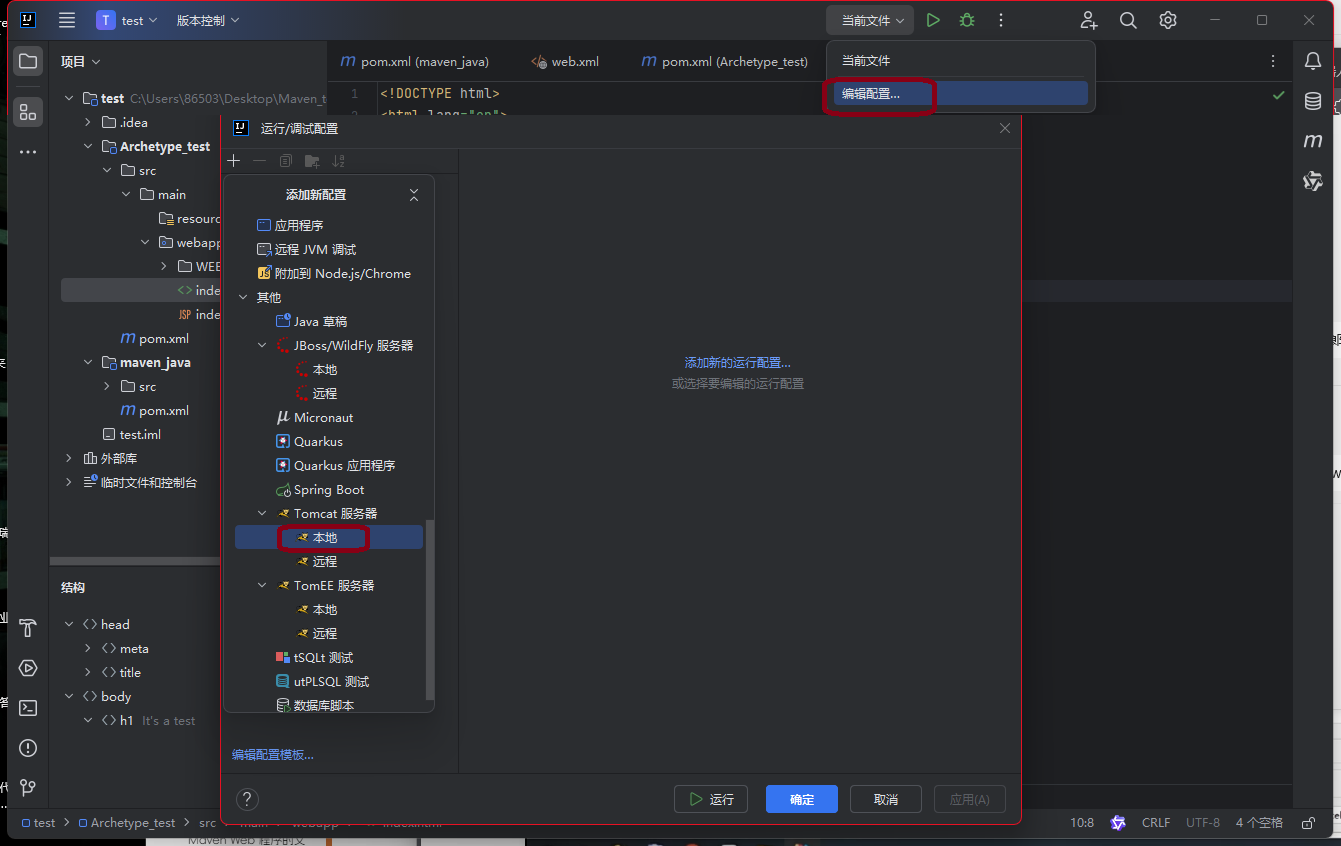 T test 版本控制 当前文件
项目
pom.xml (maven_java) web.xml pom.xml (Archetype_test)
当前文件
编辑配置...
1 <!DOCTYPE html>
test C:\Users\86503\Desktop\Maven_t
.idea
Archetype_test
src
main
resourc
webapp
WEE
inde
JSP inde
pom.xml
maven_java
src
pom.xml
test.iml
外部库
临时文件和控制台
结构
head
meta
title
body
h1 It's a test
运行/调试配置
添加新配置
应用程序
远程 JVM 调试
附加到 Node.js/Chrome
其他
Java 草稿
JBoss/WildFly 服务器
本地
远程
Micronaut
Quarkus
Quarkus 应用程序
Spring Boot
Tomcat 服务器
本地
远程
TomEE 服务器
本地
远程
tSQLt 测试
utPLSQL 测试
数据库脚本
添加新的运行配置...
或选择要编辑的运行配置
编辑配置模板...
? 运行 确定 取消 应用(A)
test Archetype_test src
10:8 CRLF UTF-8 4 个空格